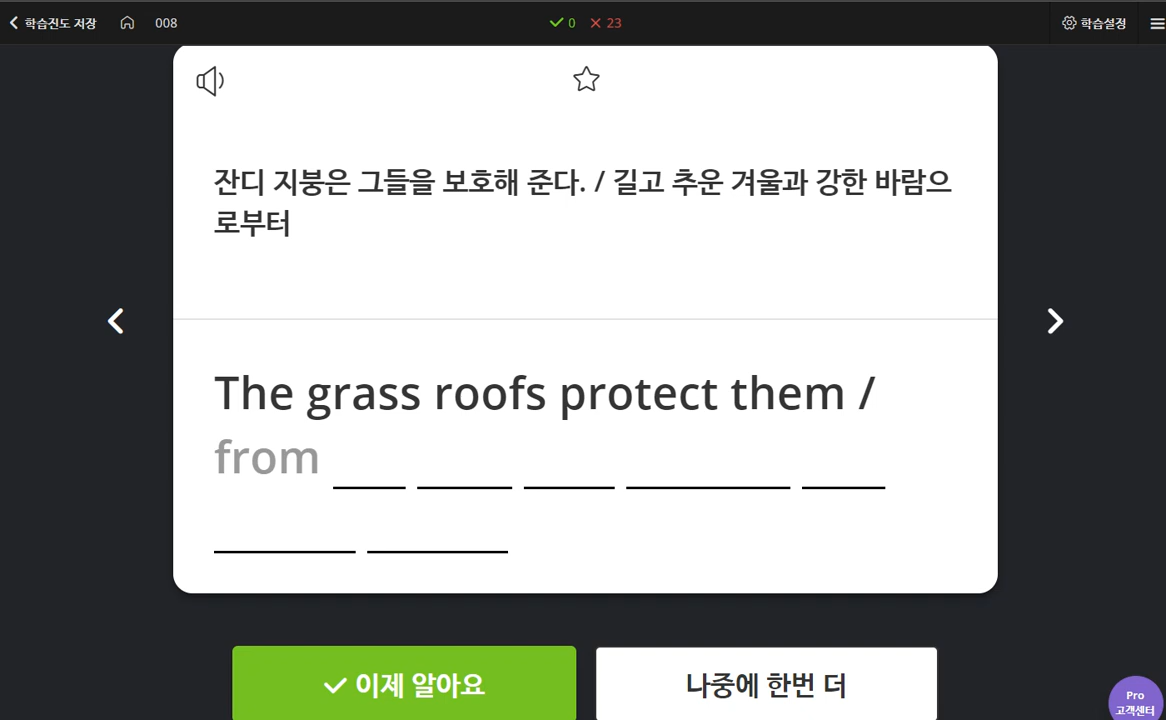 학습진도 저장 008 0 23 학습설정
잔디 지붕은 그들을 보호해 준다. / 길고 추운 겨울과 강한 바람으
로부터
The grass roofs protect them /
from
이제 알아요 나중에 한번 더
Pro
고객센터